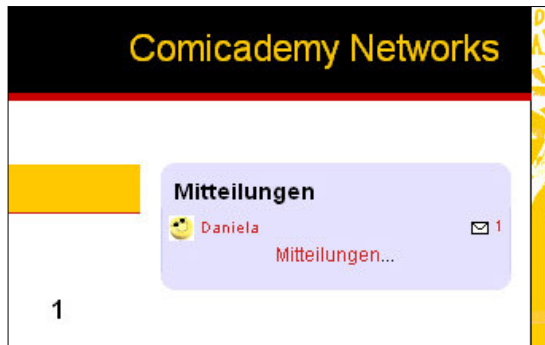 Comicademy Networks
Mitteilungen
Daniela 1
Mitteilungen...
1